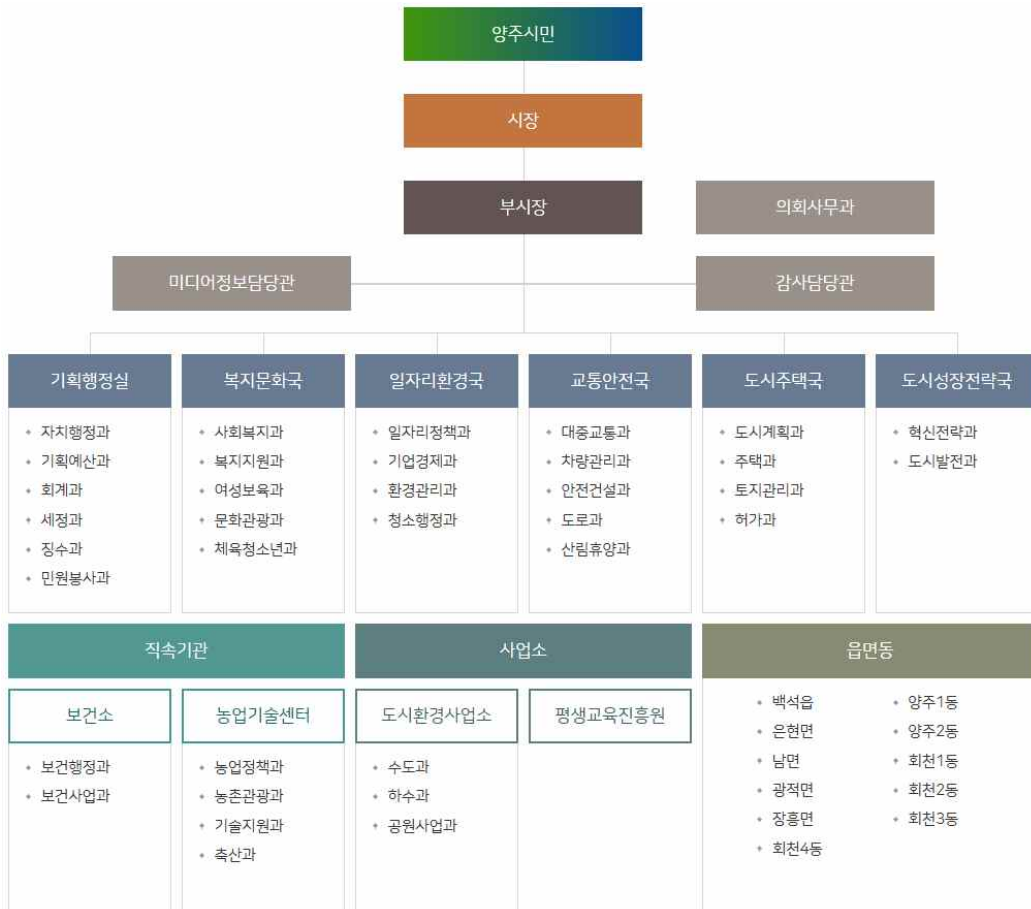 양주시민
시장
부시장
의회사무과
미디어정보담당관
감사담당관
기획행정실
자치행정과
기획예산과
회계과
세정과
징수과
민원봉사과
복지문화국
사회복지과
복지지원과
여성보육과
문화관광과
체육청소년과
일자리환경국
일자리정책과
기업경제과
환경관리과
청소행정과
교통안전국
대중교통과
차량관리과
안전건설과
도로과
산림휴양과
도시주택국
도시계획과
주택과
토지관리과
허가과
도시성장전략국
혁신전략과
도시발전과
직속기관
보건소
보건행정과
보건사업과
농업기술센터
농업정책과
농촌관광과
기술지원과
축산과
사업소
도시환경사업소
수도과
하수과
공원사업과
평생교육진흥원
읍면동
백석읍
은현면
남면
광적면
장흥면
회천4동
양주1동
양주2동
회천1동
회천2동
회천3동